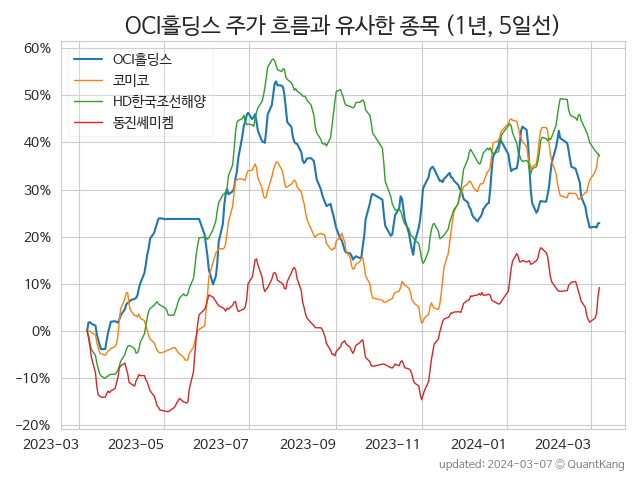 OCI홀딩스 주가 흐름과 유사한 종목 (1년, 5일선)
60%
50%
40%
30%
20%
10%
0%
−10%
−20%
OCI홀딩스
코미코
HD한국조선해양
동진쎄미켐
2023-03
2023-05
2023-07
2023-09
2023-11
2024-01
2024-03
updated: 2024-03-07 © QuantKang